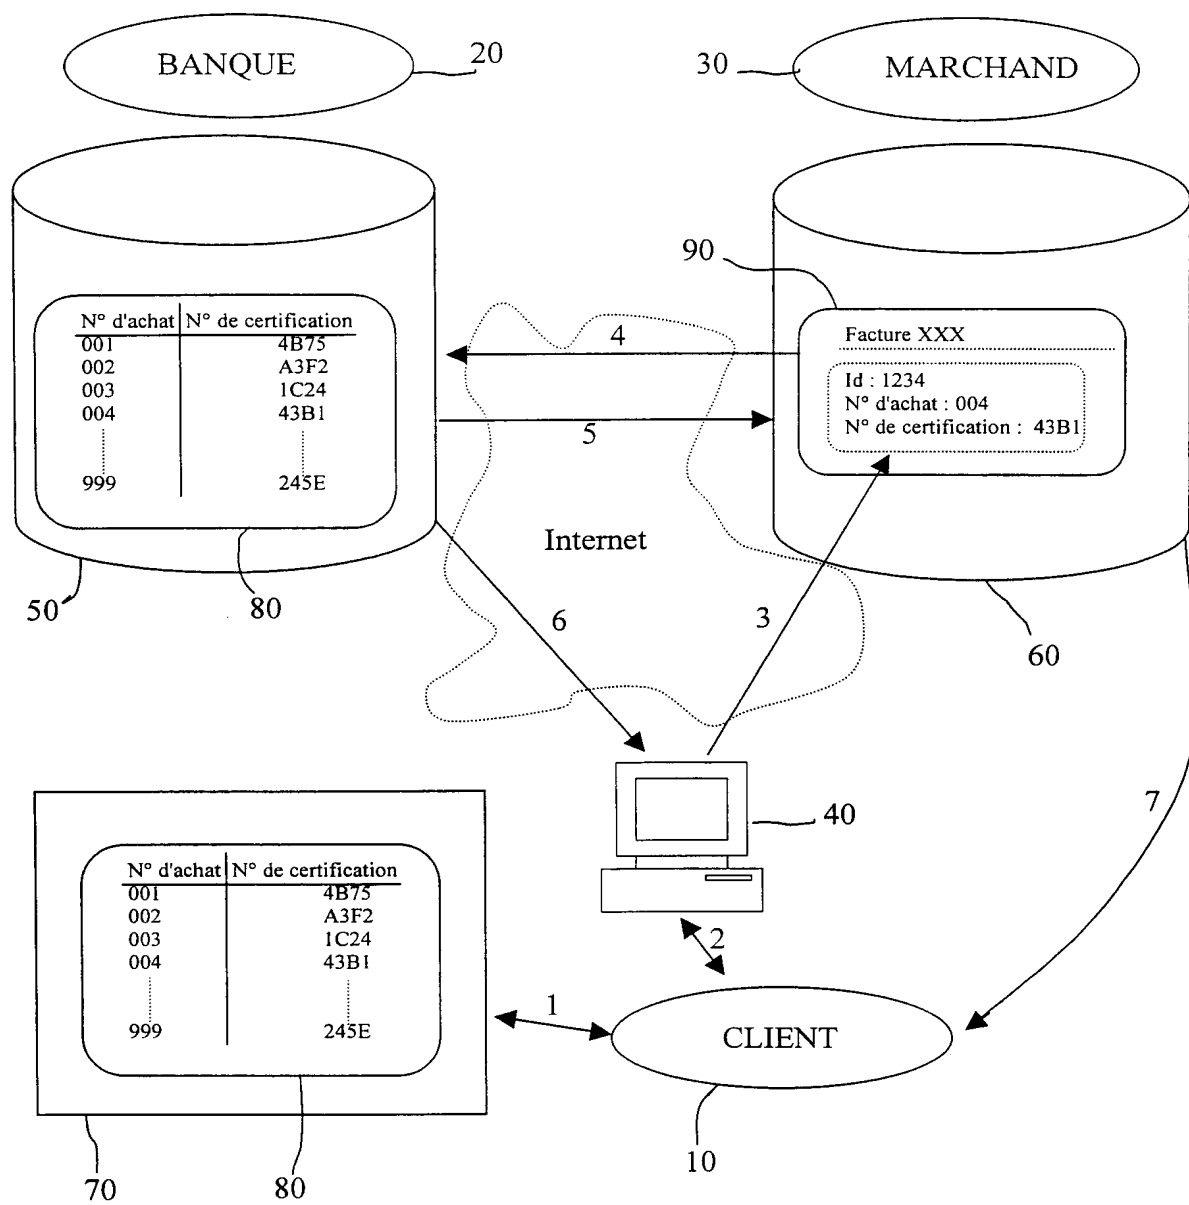 BANQUE
20
30
MARCHAND
90
N° d'achat N° de certification
001 4B75
002 A3F2
003 1C24
004 43B1
999 245E
4
5
Facture XXX
Id : 1234
N° d'achat : 004
N° de certification : 43B1
Internet
50
80
6
3
60
40
7
N° d'achat N° de certification
001 4B75
002 A3F2
003 1C24
004 43B1
999 245E
2
1
CLIENT
10
70
80